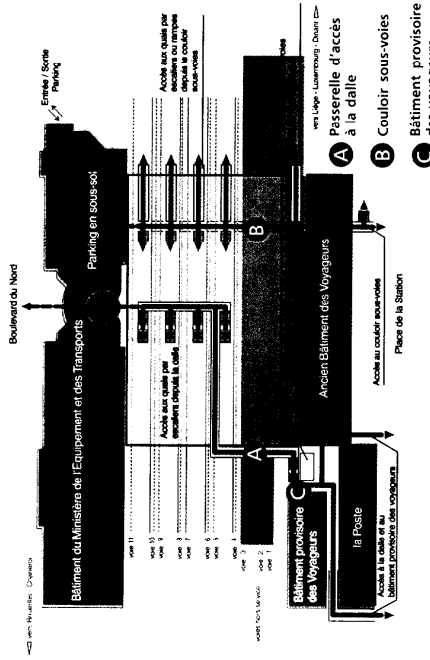 Boulevard du Nord
Entrée / Sortie
Parking
Bâtiment du Ministère de l'Equipement et des Transports
Parking en sous-sol
voie 11
voie 10
voie 9
voie 8
voie 7
voie 6
voie 5
voie 4
voie 3
voie 2
voie 1
voies hors service
Accès aux quais par
escaliers depuis la dalle
Accès aux quais par
escaliers ou rampes
depuis le couloir
sous-voies
A
B
C
vers Liège - Luxembourg - Dinant
Bâtiment provisoire
des Voyageurs
Ancien Bâtiment des Voyageurs
la Poste
Accès à la dalle et au
bâtiment provisoire des voyageurs
Accès au couloir sous-voies
Place de la Station
A Passerelle d'accès
à la dalle
B Couloir sous-voies
C Bâtiment provisoire